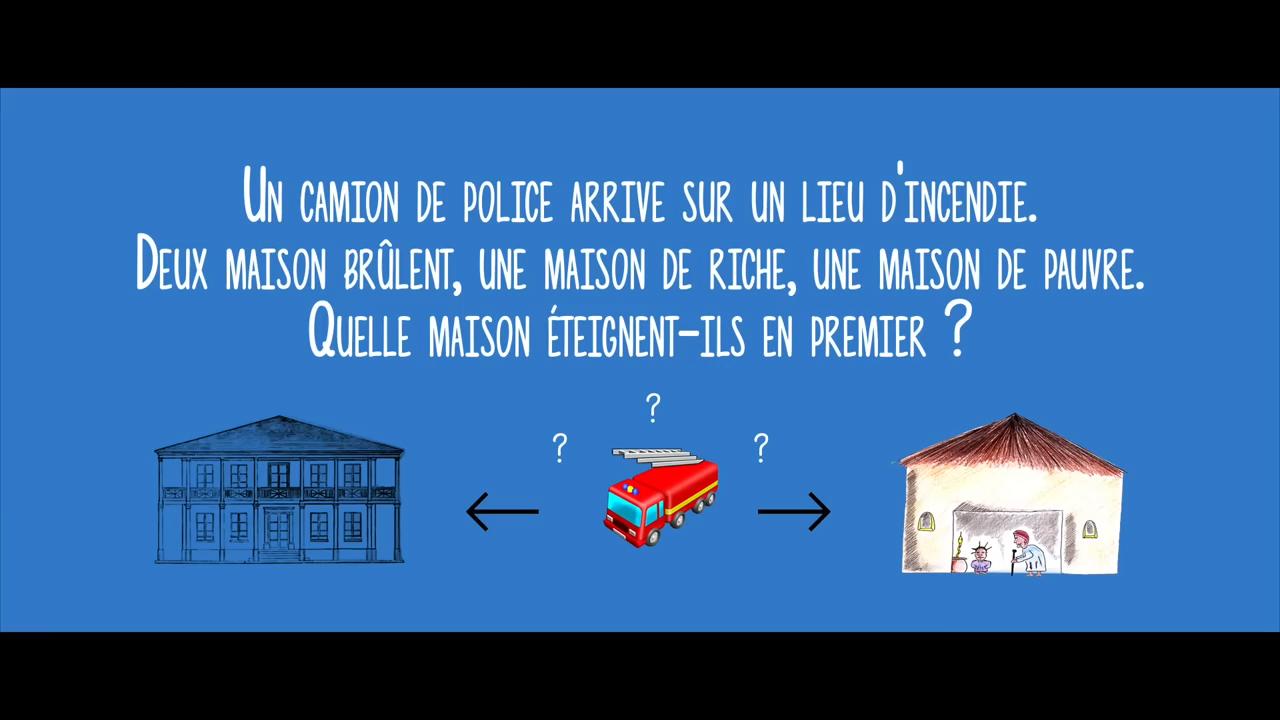 Un camion de police arrive sur un lieu d'incendie.
Deux maison brûlent, une maison de riche, une maison de pauvre.
Quelle maison éteignent-ils en premier ?
?
? ?